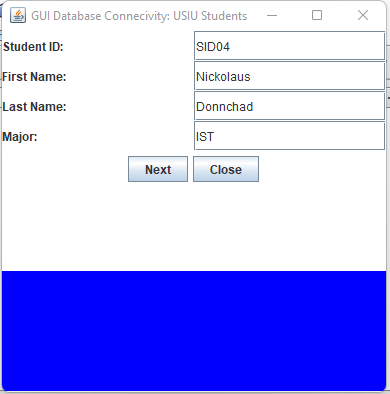 GUI Database Connecivity: USIU Students
Student ID: SID04
First Name: Nickolaus
Last Name: Donnchad
Major: IST
Next Close